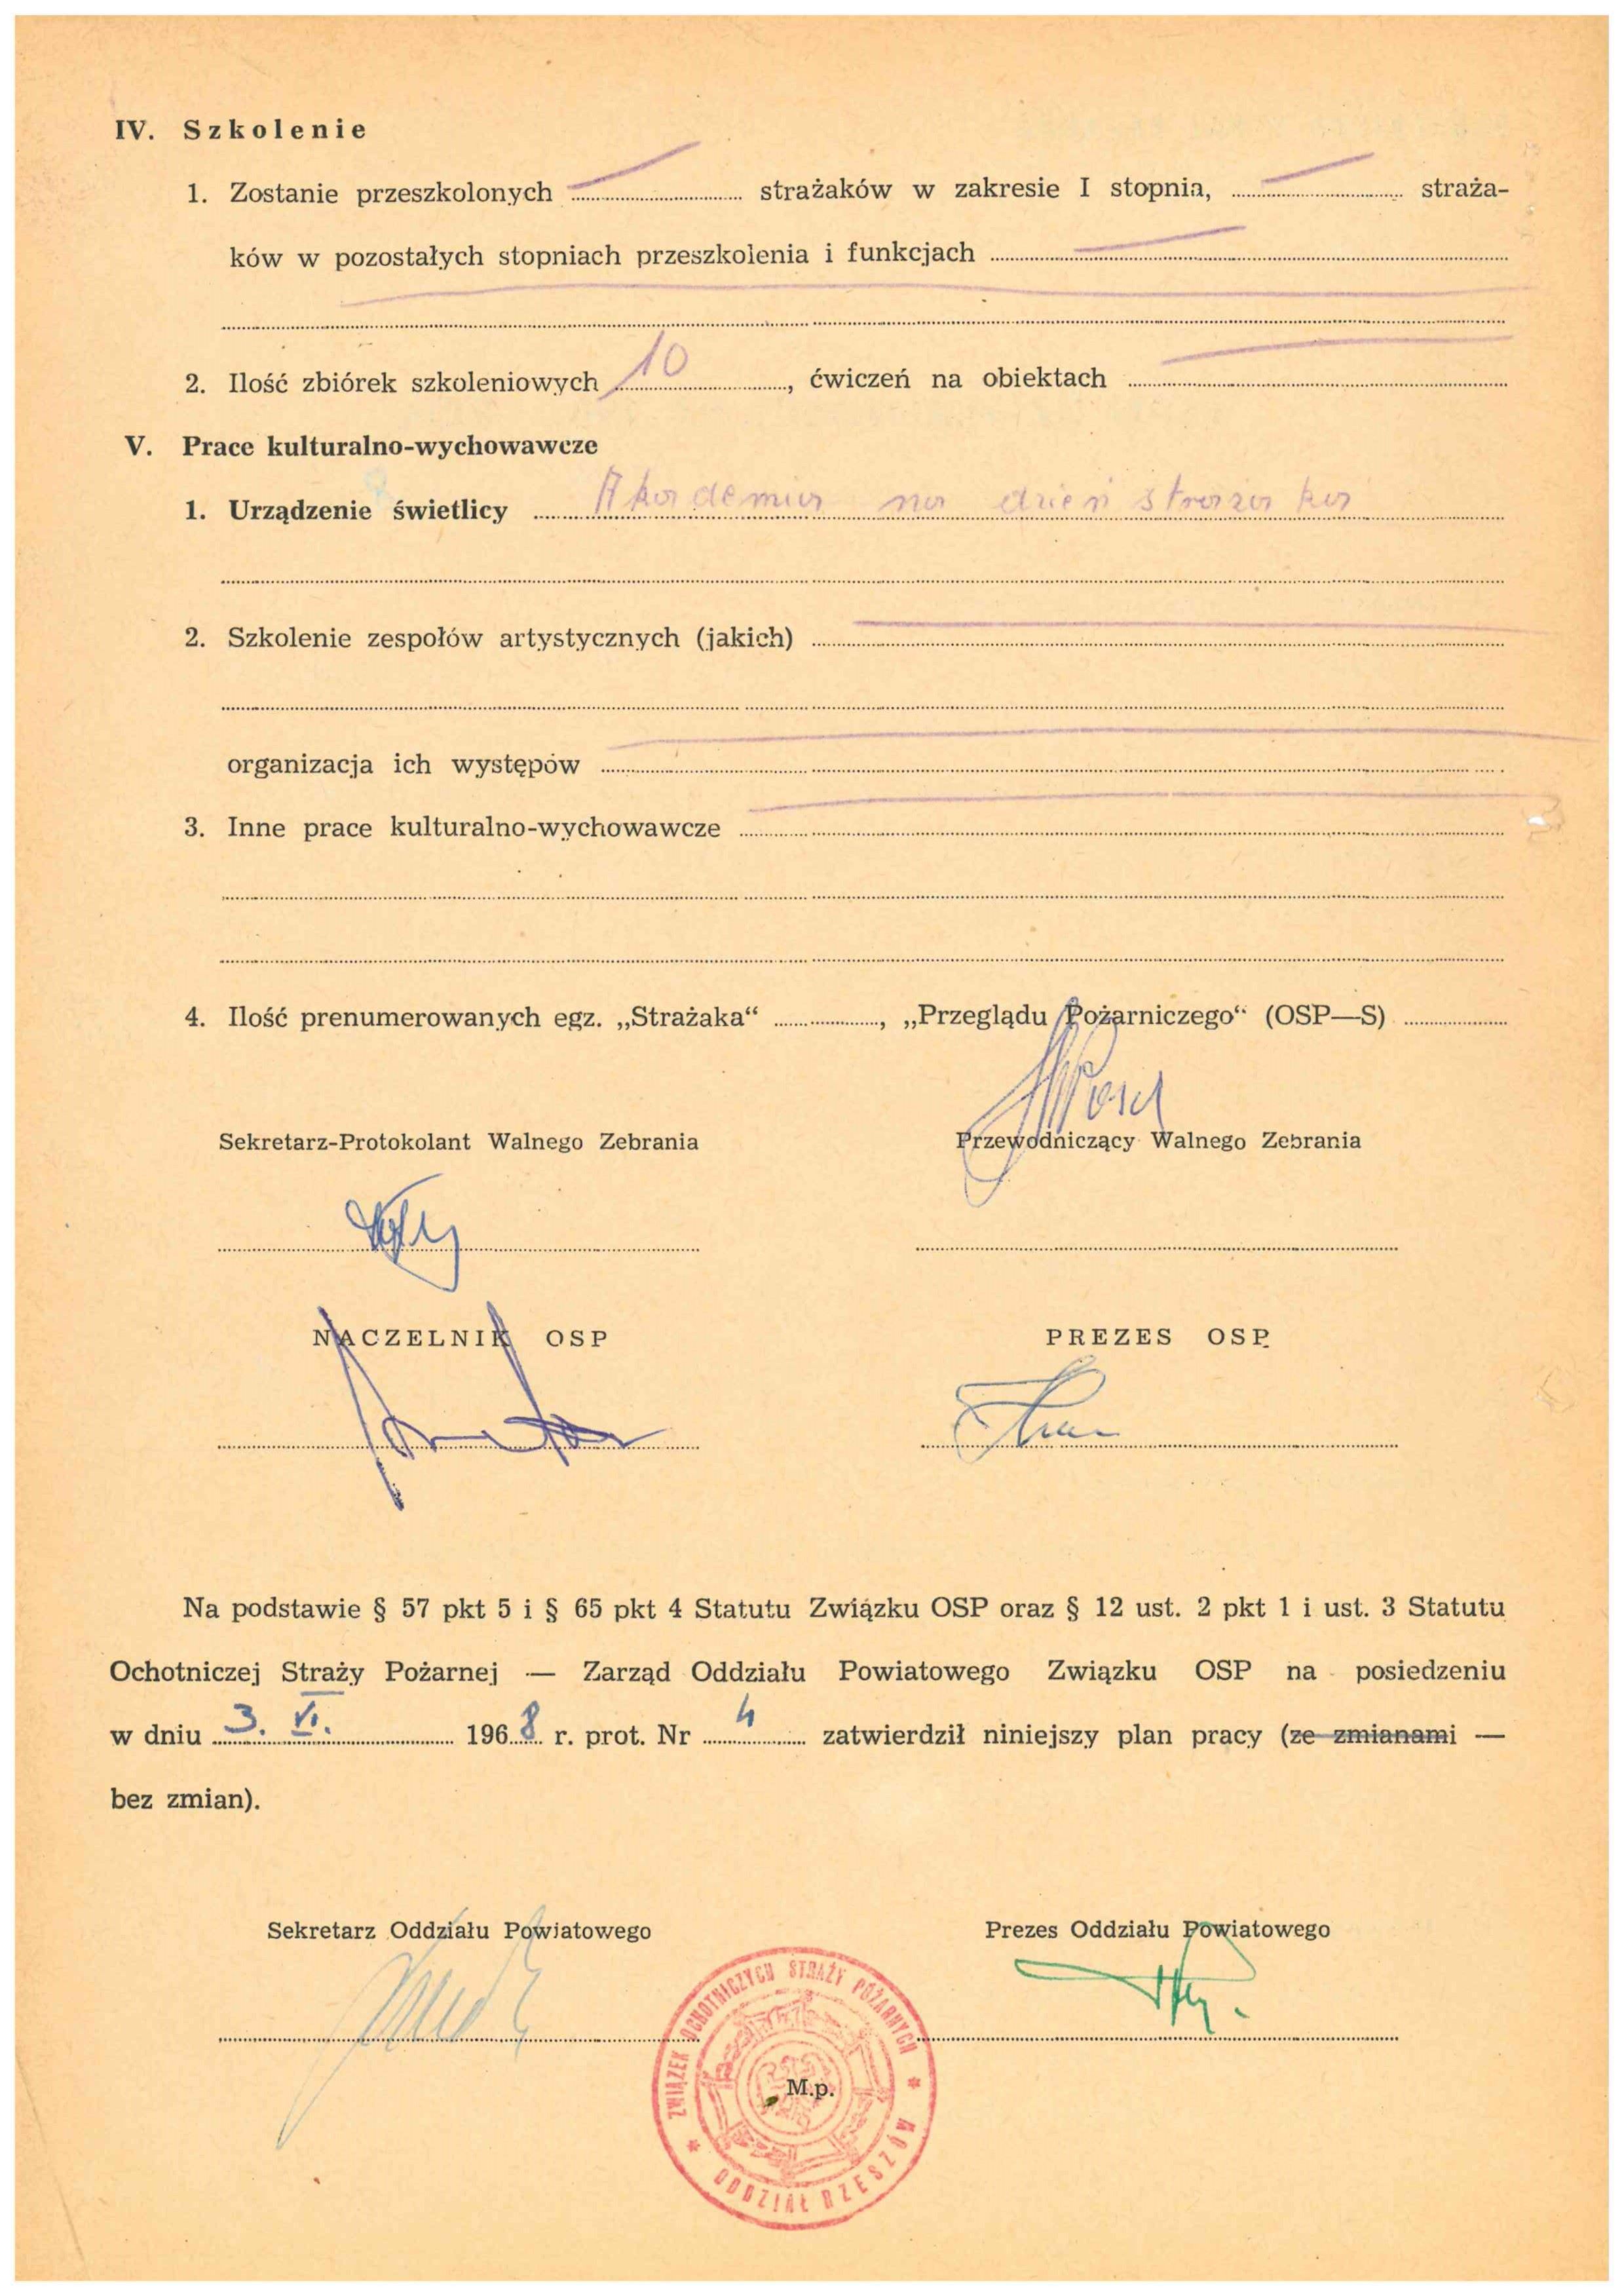 IV. Szkolenie
1. Zostanie przeszkolonych strażaków w zakresie I stopnia, straża-
ków w pozostałych stopniach przeszkolenia i funkcjach
2. Ilość zbiórek szkoleniowych 10, ćwiczeń na obiektach
V. Prace kulturalno-wychowawcze
1. Urządzenie świetlicy Akademia na dzień strażaka
2. Szkolenie zespołów artystycznych (jakich)
organizacja ich występów
3. Inne prace kulturalno-wychowawcze
4. Ilość prenumerowanych egz. „Strażaka“ , „Przeglądu Pożarniczego“ (OSP—S)
Sekretarz-Protokolant Walnego Zebrania Przewodniczący Walnego Zebrania
NACZELNIK OSP PREZES OSP
Na podstawie § 57 pkt 5 i § 65 pkt 4 Statutu Związku OSP oraz § 12 ust. 2 pkt 1 i ust. 3 Statutu
Ochotniczej Straży Pożarnej — Zarząd Oddziału Powiatowego Związku OSP na posiedzeniu
w dniu 3. VI. 1968 r. prot. Nr 4 zatwierdził niniejszy plan pracy (ze zmianami —
bez zmian).
Sekretarz Oddziału Powiatowego Prezes Oddziału Powiatowego
ZWIĄZEK OCHOTNICZYCH STRAŻY POŻARNYCH * ODDZIAŁ RZESZÓW *
M.p.